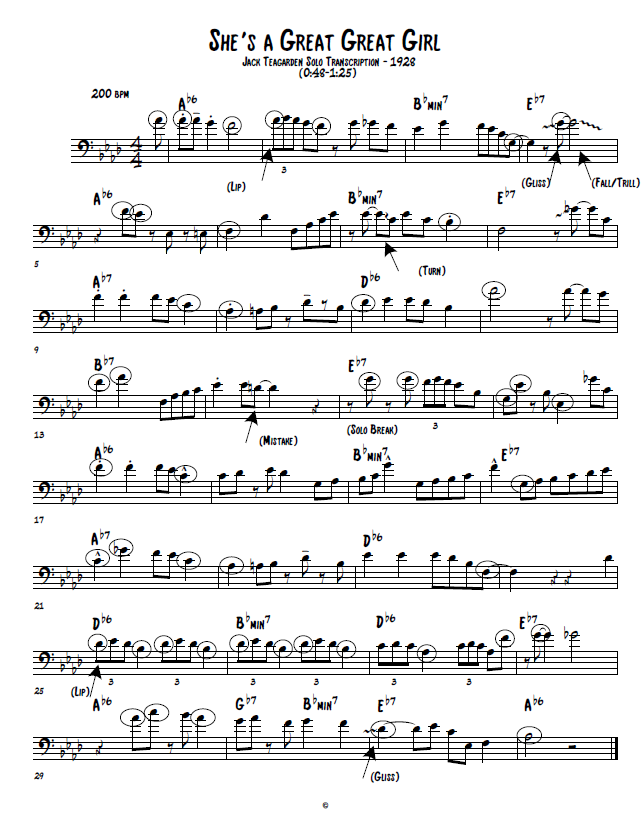 She's a Great Great Girl
Jack Teagarden Solo Transcription - 1928
(0:48-1:25)
200 bpm
A♭6 B♭min7 E♭7
3
(Lip) (Gliss) (Fall/Trill)
A♭6 B♭min7 E♭7
5 (Turn)
A♭7 D♭6
9
B♭7 E♭7
3
13 (Mistake) (Solo Break)
A♭6 B♭min7 E♭7
17
A♭7 D♭6
21
D♭6 B♭min7 D♭6 E♭7
3 3 3 3 3 3
25 (Lip)
A♭6 G♭7 B♭min7 E♭7 A♭6
29 (Gliss)
©